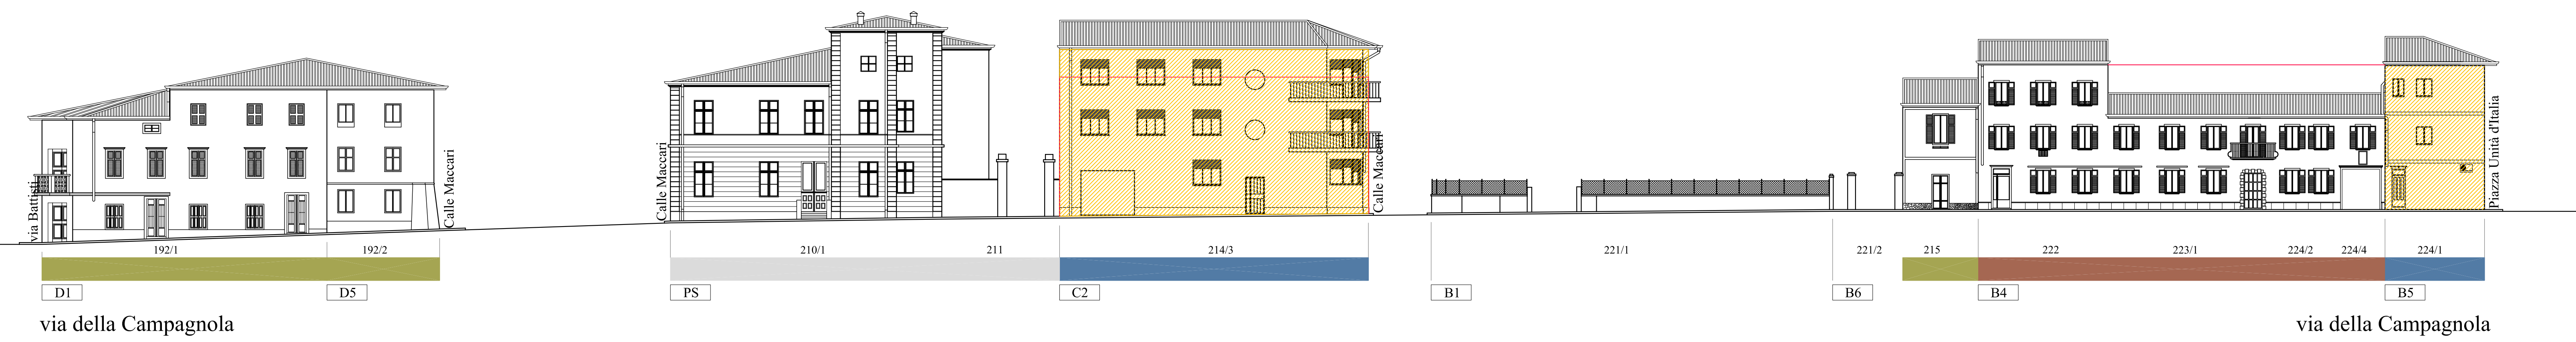 via Battisti
Calle Maccari
Calle Maccari
Calle Maccari
Piazza Unità d'Italia
192/1
192/2
210/1
211
214/3
221/1
221/2
215
222
223/1
224/2
224/4
224/1
D1
D5
PS
C2
B1
B6
B4
B5
via della Campagnola
via della Campagnola